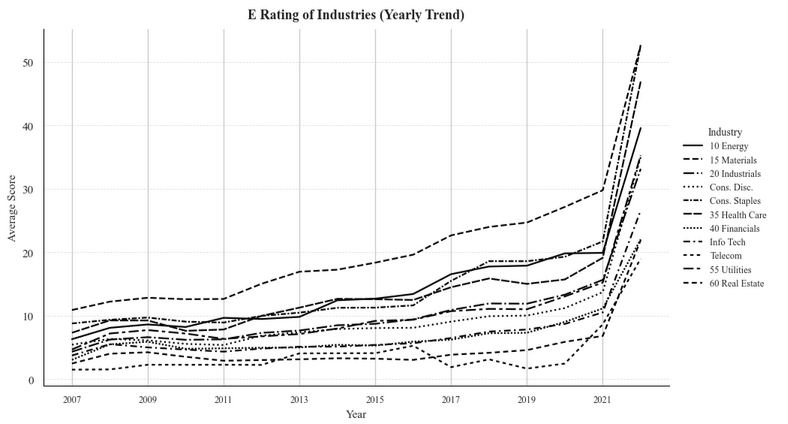 E Rating of Industries (Yearly Trend)
50
40
30
20
10
0
Average Score
2007
2009
2011
2013
2015
2017
2019
2021
Year
Industry
10 Energy
15 Materials
20 Industrials
Cons. Disc.
Cons. Staples
35 Health Care
40 Financials
Info Tech
Telecom
55 Utilities
60 Real Estate